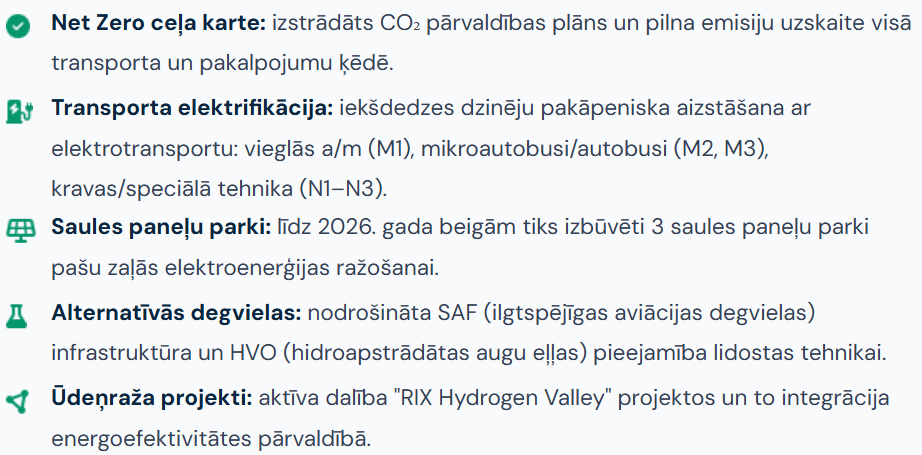 Net Zero ceļa karte: izstrādāts CO₂ pārvaldības plāns un pilna emisiju uzskaite visā
transporta un pakalpojumu ķēdē.
Transporta elektrifikācija: iekšdedzes dzinēju pakāpeniska aizstāšana ar
elektrotransportu: vieglās a/m (M1), mikroautobusi/autobusi (M2, M3),
kravas/speciālā tehnika (N1–N3).
Saules paneļu parki: līdz 2026. gada beigām tiks izbūvēti 3 saules paneļu parki
pašu zaļās elektroenerģijas ražošanai.
Alternatīvās degvielas: nodrošināta SAF (ilgtspējīgas aviācijas degvielas)
infrastruktūra un HVO (hidroapstrādātas augu eļļas) pieejamība lidostas tehnikai.
Ūdeņraža projekti: aktīva dalība "RIX Hydrogen Valley" projektos un to integrācija
energoefektivitātes pārvaldībā.